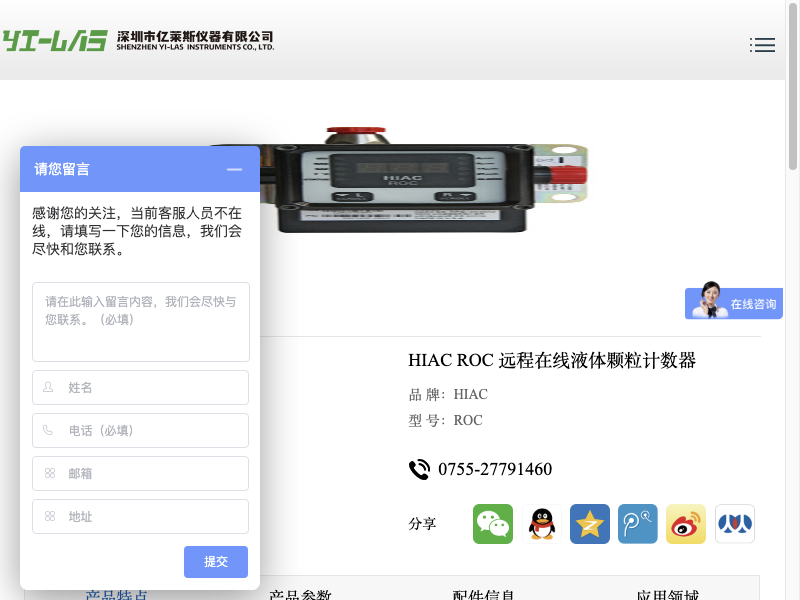 YI-LAS 深圳市亿莱斯仪器有限公司
SHENZHEN YI-LAS INSTRUMENTS CO., LTD.
HIAC
ROC
请您留言
感谢您的关注，当前客服人员不在
线，请填写一下您的信息，我们会
尽快和您联系。
请在此输入留言内容，我们会尽快与
您联系。（必填）
姓名
电话（必填）
邮箱
地址
提交
在线咨询
HIAC ROC 远程在线液体颗粒计数器
品 牌：HIAC
型 号：ROC
0755-27791460
分享
产品特点 产品参数 配件信息 应用领域